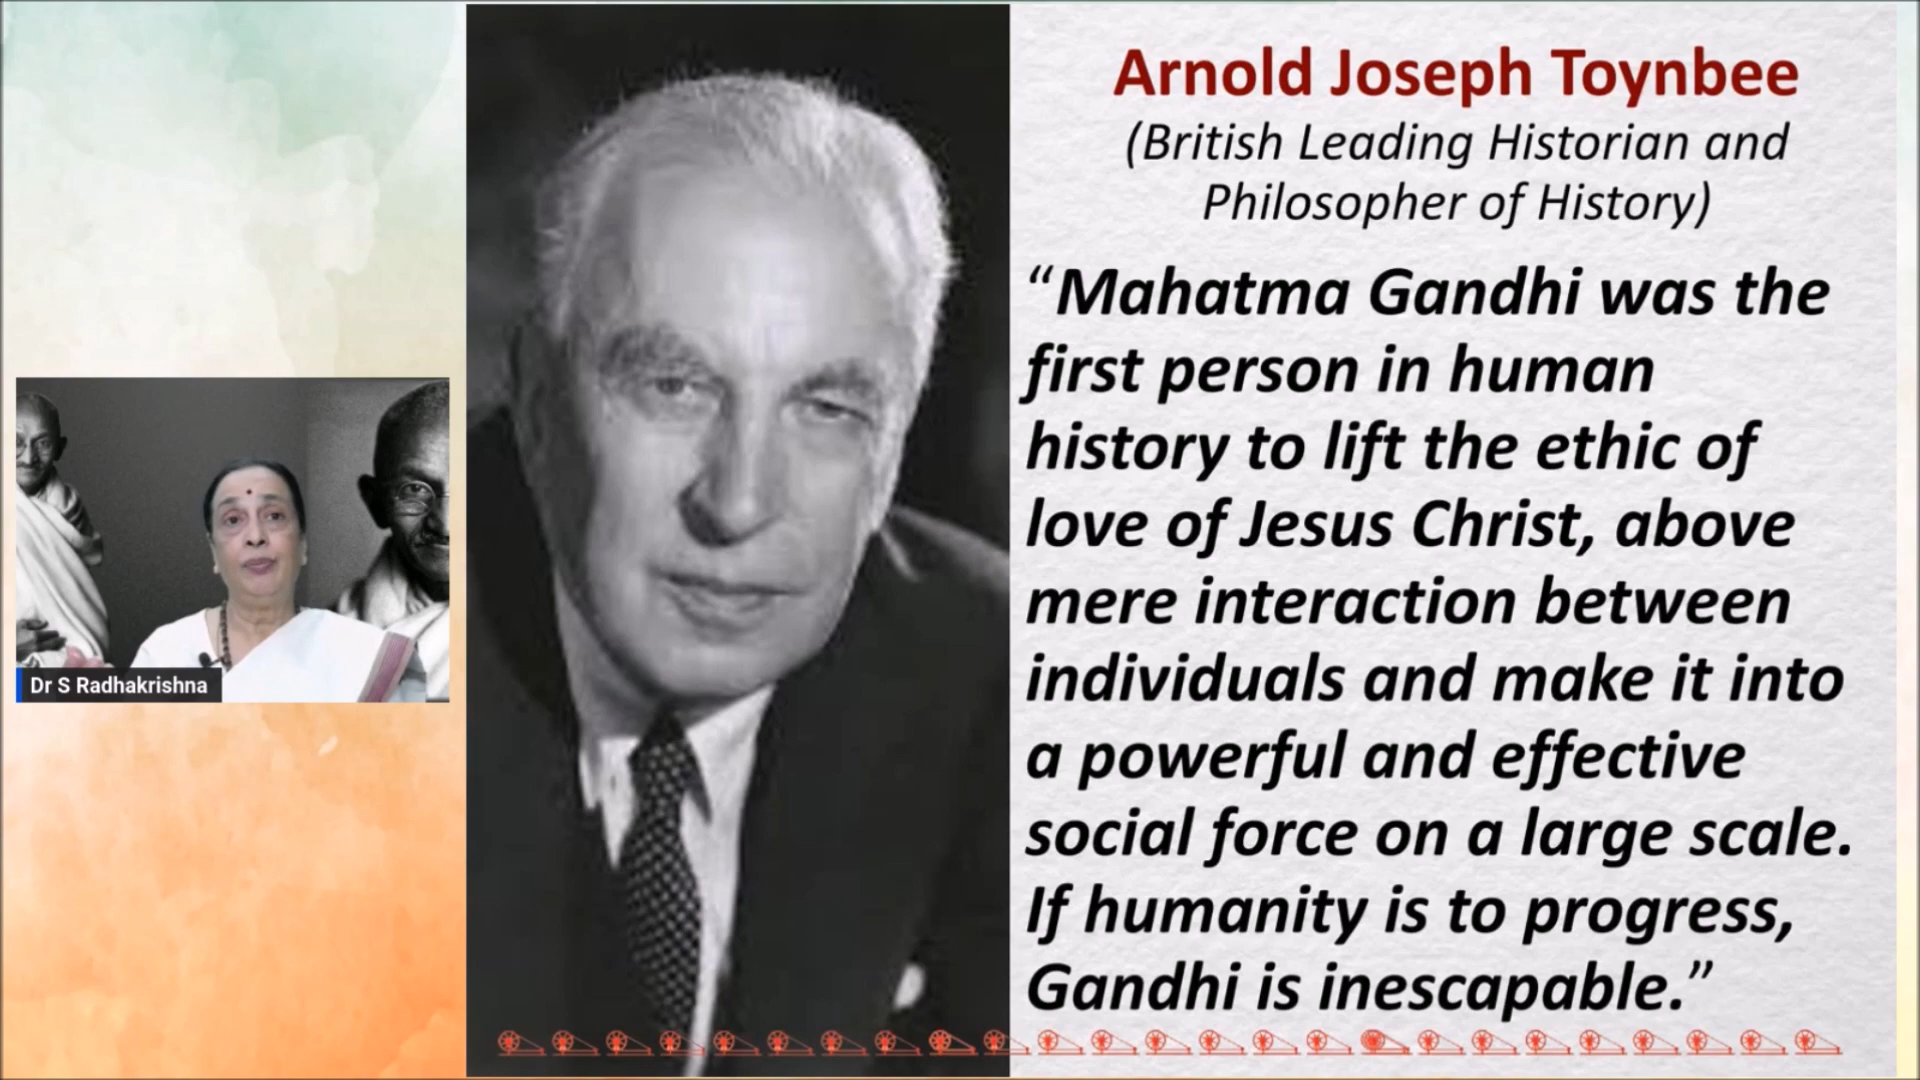 Arnold Joseph Toynbee
(British Leading Historian and
Philosopher of History)
“Mahatma Gandhi was the
first person in human
history to lift the ethic of
love of Jesus Christ, above
mere interaction between
individuals and make it into
a powerful and effective
social force on a large scale.
If humanity is to progress,
Gandhi is inescapable.”
Dr S Radhakrishna